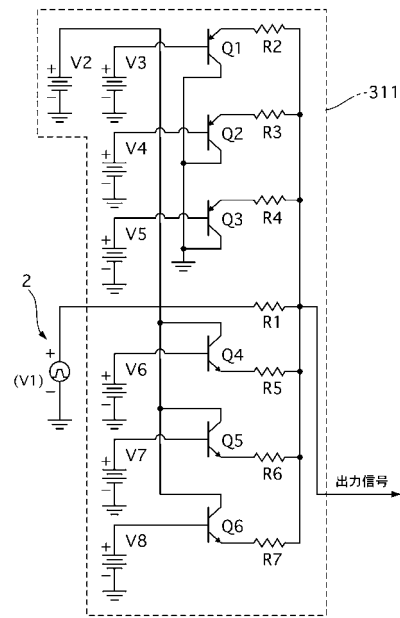 V2
V3
Q1
R2
311
V4
Q2
R3
V5
Q3
R4
2
R1
(V1)
V6
Q4
R5
V7
Q5
R6
出力信号
V8
Q6
R7